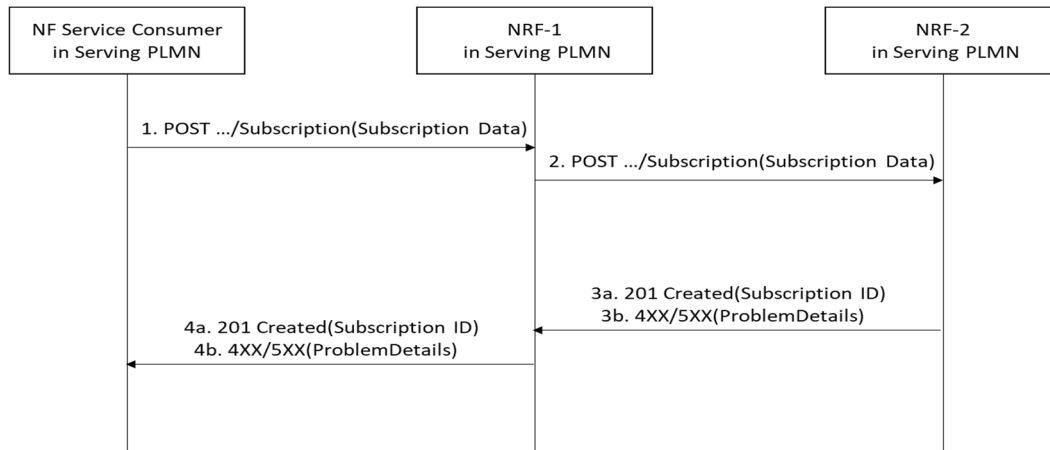 NF Service Consumer
in Serving PLMN
NRF-1
in Serving PLMN
NRF-2
in Serving PLMN
1. POST .../Subscription(Subscription Data)
2. POST .../Subscription(Subscription Data)
3a. 201 Created(Subscription ID)
3b. 4XX/5XX(ProblemDetails)
4a. 201 Created(Subscription ID)
4b. 4XX/5XX(ProblemDetails)